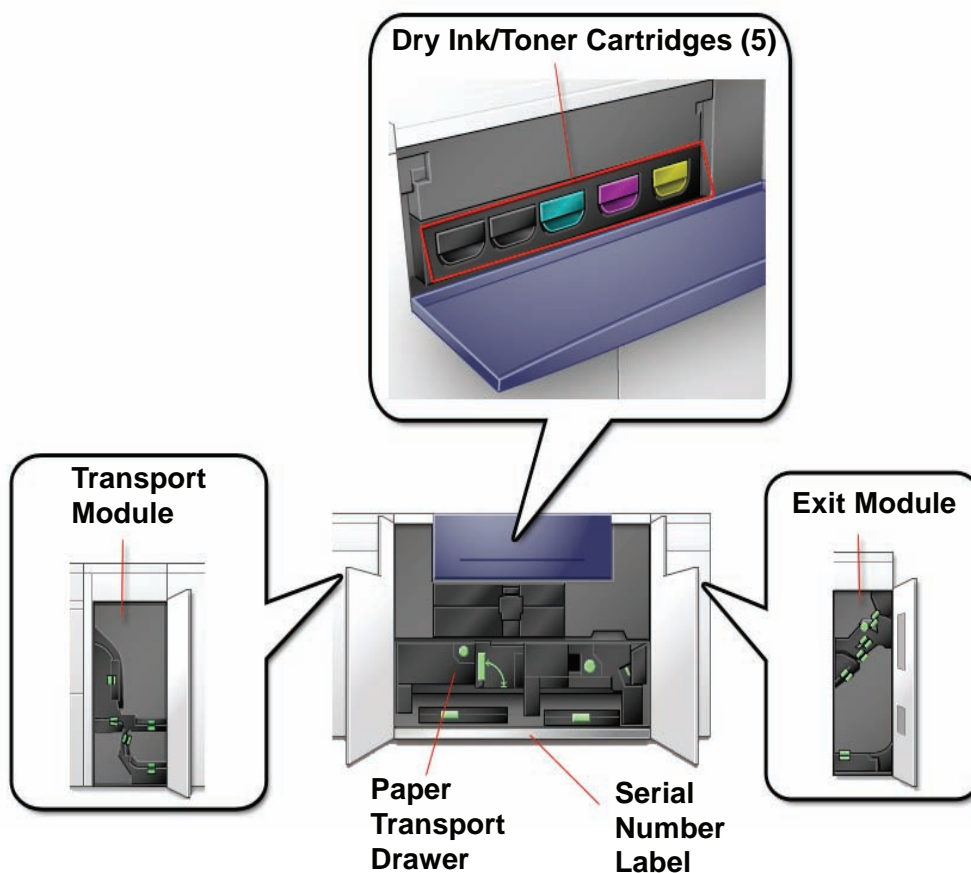 Dry Ink/Toner Cartridges (5)
Transport
Module
Exit Module
Paper
Transport
Drawer
Serial
Number
Label